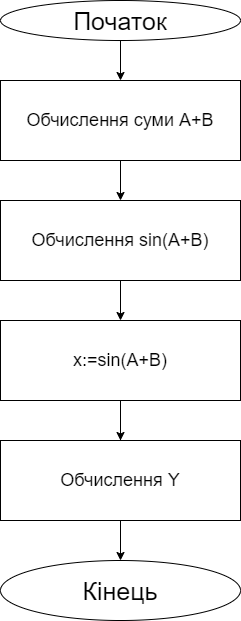 Початок
Обчислення суми A+B
Обчислення sin(A+B)
x:=sin(A+B)
Обчислення Y
Кінець